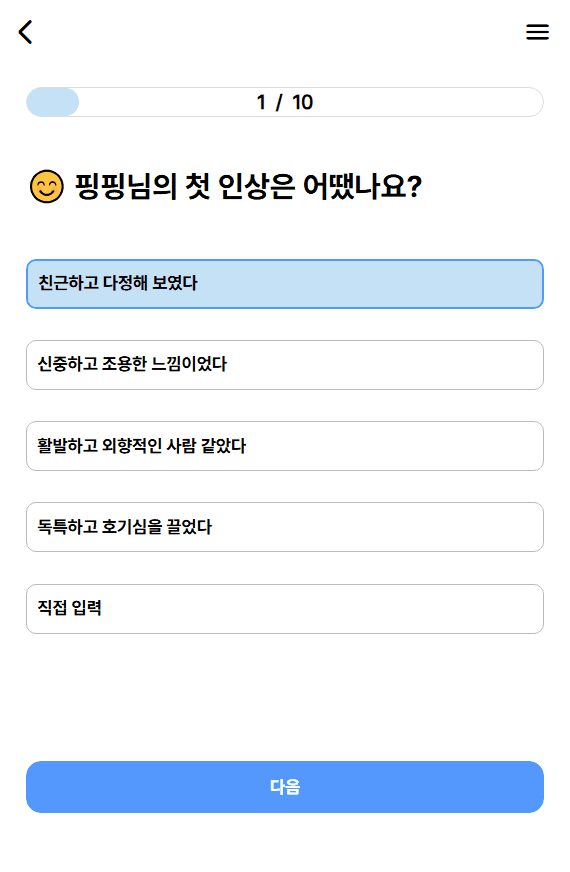 1 / 10
핑핑님의 첫 인상은 어땠나요?
친근하고 다정해 보였다
신중하고 조용한 느낌이었다
활발하고 외향적인 사람 같았다
독특하고 호기심을 끌었다
직접 입력
다음